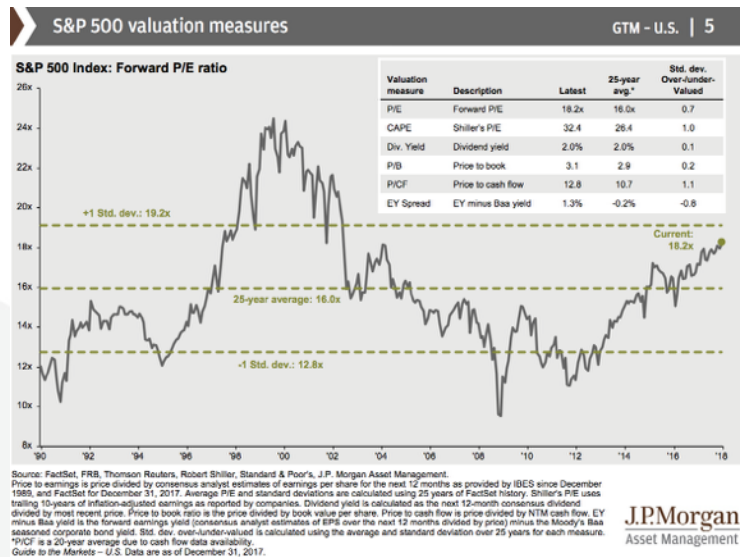 S&P 500 valuation measures
GTM – U.S. | 5
S&P 500 Index: Forward P/E ratio
Valuation measure Description Latest 25-year avg.* Std. dev. Over-/under-Valued
P/E Forward P/E 18.2x 16.0x 0.7
CAPE Shiller's P/E 32.4 26.4 1.0
Div. Yield Dividend yield 2.0% 2.0% 0.1
P/B Price to book 3.1 2.9 0.2
P/CF Price to cash flow 12.8 10.7 1.1
EY Spread EY minus Baa yield 1.3% -0.2% -0.8
26x
24x
22x
20x
18x
16x
14x
12x
10x
8x
+1 Std. dev.: 19.2x
Current:
18.2x
25-year average: 16.0x
-1 Std. dev.: 12.8x
'90 '92 '94 '96 '98 '00 '02 '04 '06 '08 '10 '12 '14 '16 '18
Source: FactSet, FRB, Thomson Reuters, Robert Shiller, Standard & Poor's, J.P. Morgan Asset Management.
Price to earnings is price divided by consensus analyst estimates of earnings per share for the next 12 months as provided by IBES since December
1989, and FactSet for December 31, 2017. Average P/E and standard deviations are calculated using 25 years of FactSet history. Shiller's P/E uses
trailing 10-years of inflation-adjusted earnings as reported by companies. Dividend yield is calculated as the next 12-month consensus dividend
divided by most recent price. Price to book ratio is the price divided by book value per share. Price to cash flow is price divided by NTM cash flow. EY
minus Baa yield is the forward earnings yield (consensus analyst estimates of EPS over the next 12 months divided by price) minus the Moody's Baa
seasoned corporate bond yield. Std. dev. over-/under-valued is calculated using the average and standard deviation over 25 years for each measure.
*P/CF is a 20-year average due to cash flow data availability.
Guide to the Markets – U.S. Data are as of December 31, 2017.
J.P.Morgan
Asset Management